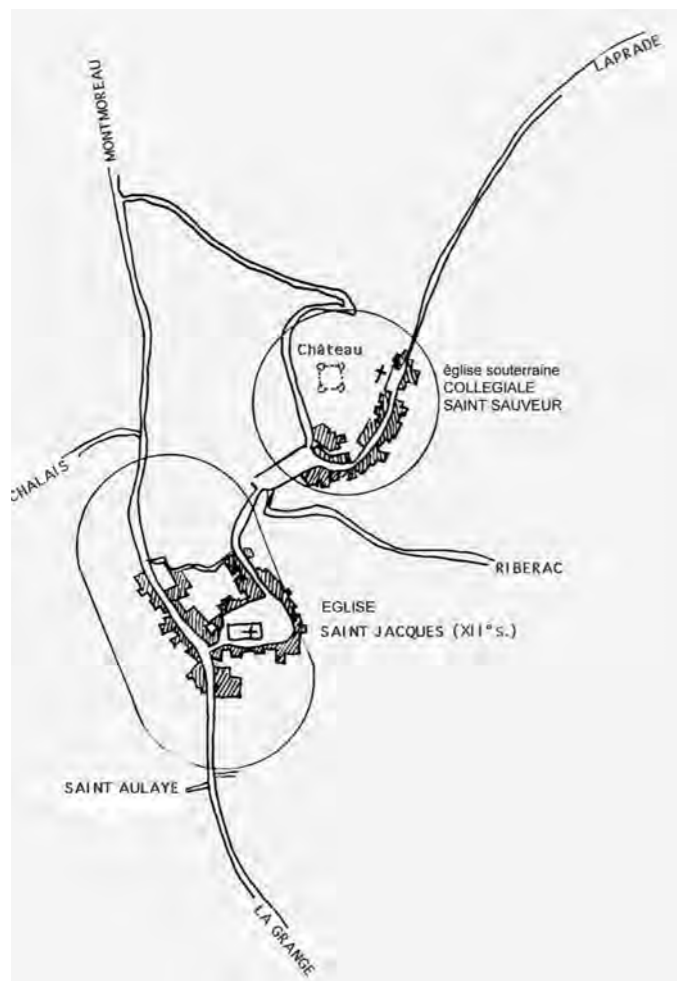 MONTMOREAU
LAPRADE
Château
église souterraine
COLLEGIALE
SAINT SAUVEUR
CHALAIS
RIBERAC
EGLISE
SAINT JACQUES (XII°S.)
SAINT AULAYE
LA GRANGE